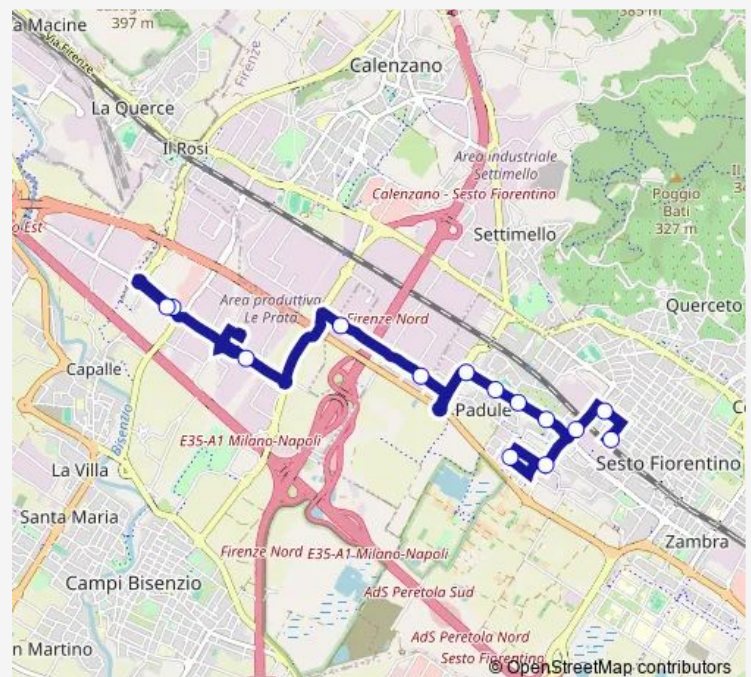 a Macine
397 m
385 m
Calenzano
Via Firenze
Firenze
La Querce
Il Rosi
Area industriale
Settimello
Calenzano - Sesto Fiorentino
Poggio
Bati
327 m
Settimello
o Est
Querceto
Area produttiva
Le Prata
Firenze Nord
Capalle
Padule
Bisenzio
E35-A1 Milano-Napoli
La Villa
Sesto Fiorentino
Santa Maria
Zambra
Firenze Nord
E35-A1 Milano-Napoli
Campi Bisenzio
AdS Peretola Sud
AdS Peretola Nord
n Martino
Sesto Fiorentino
© OpenStreetMap contributors